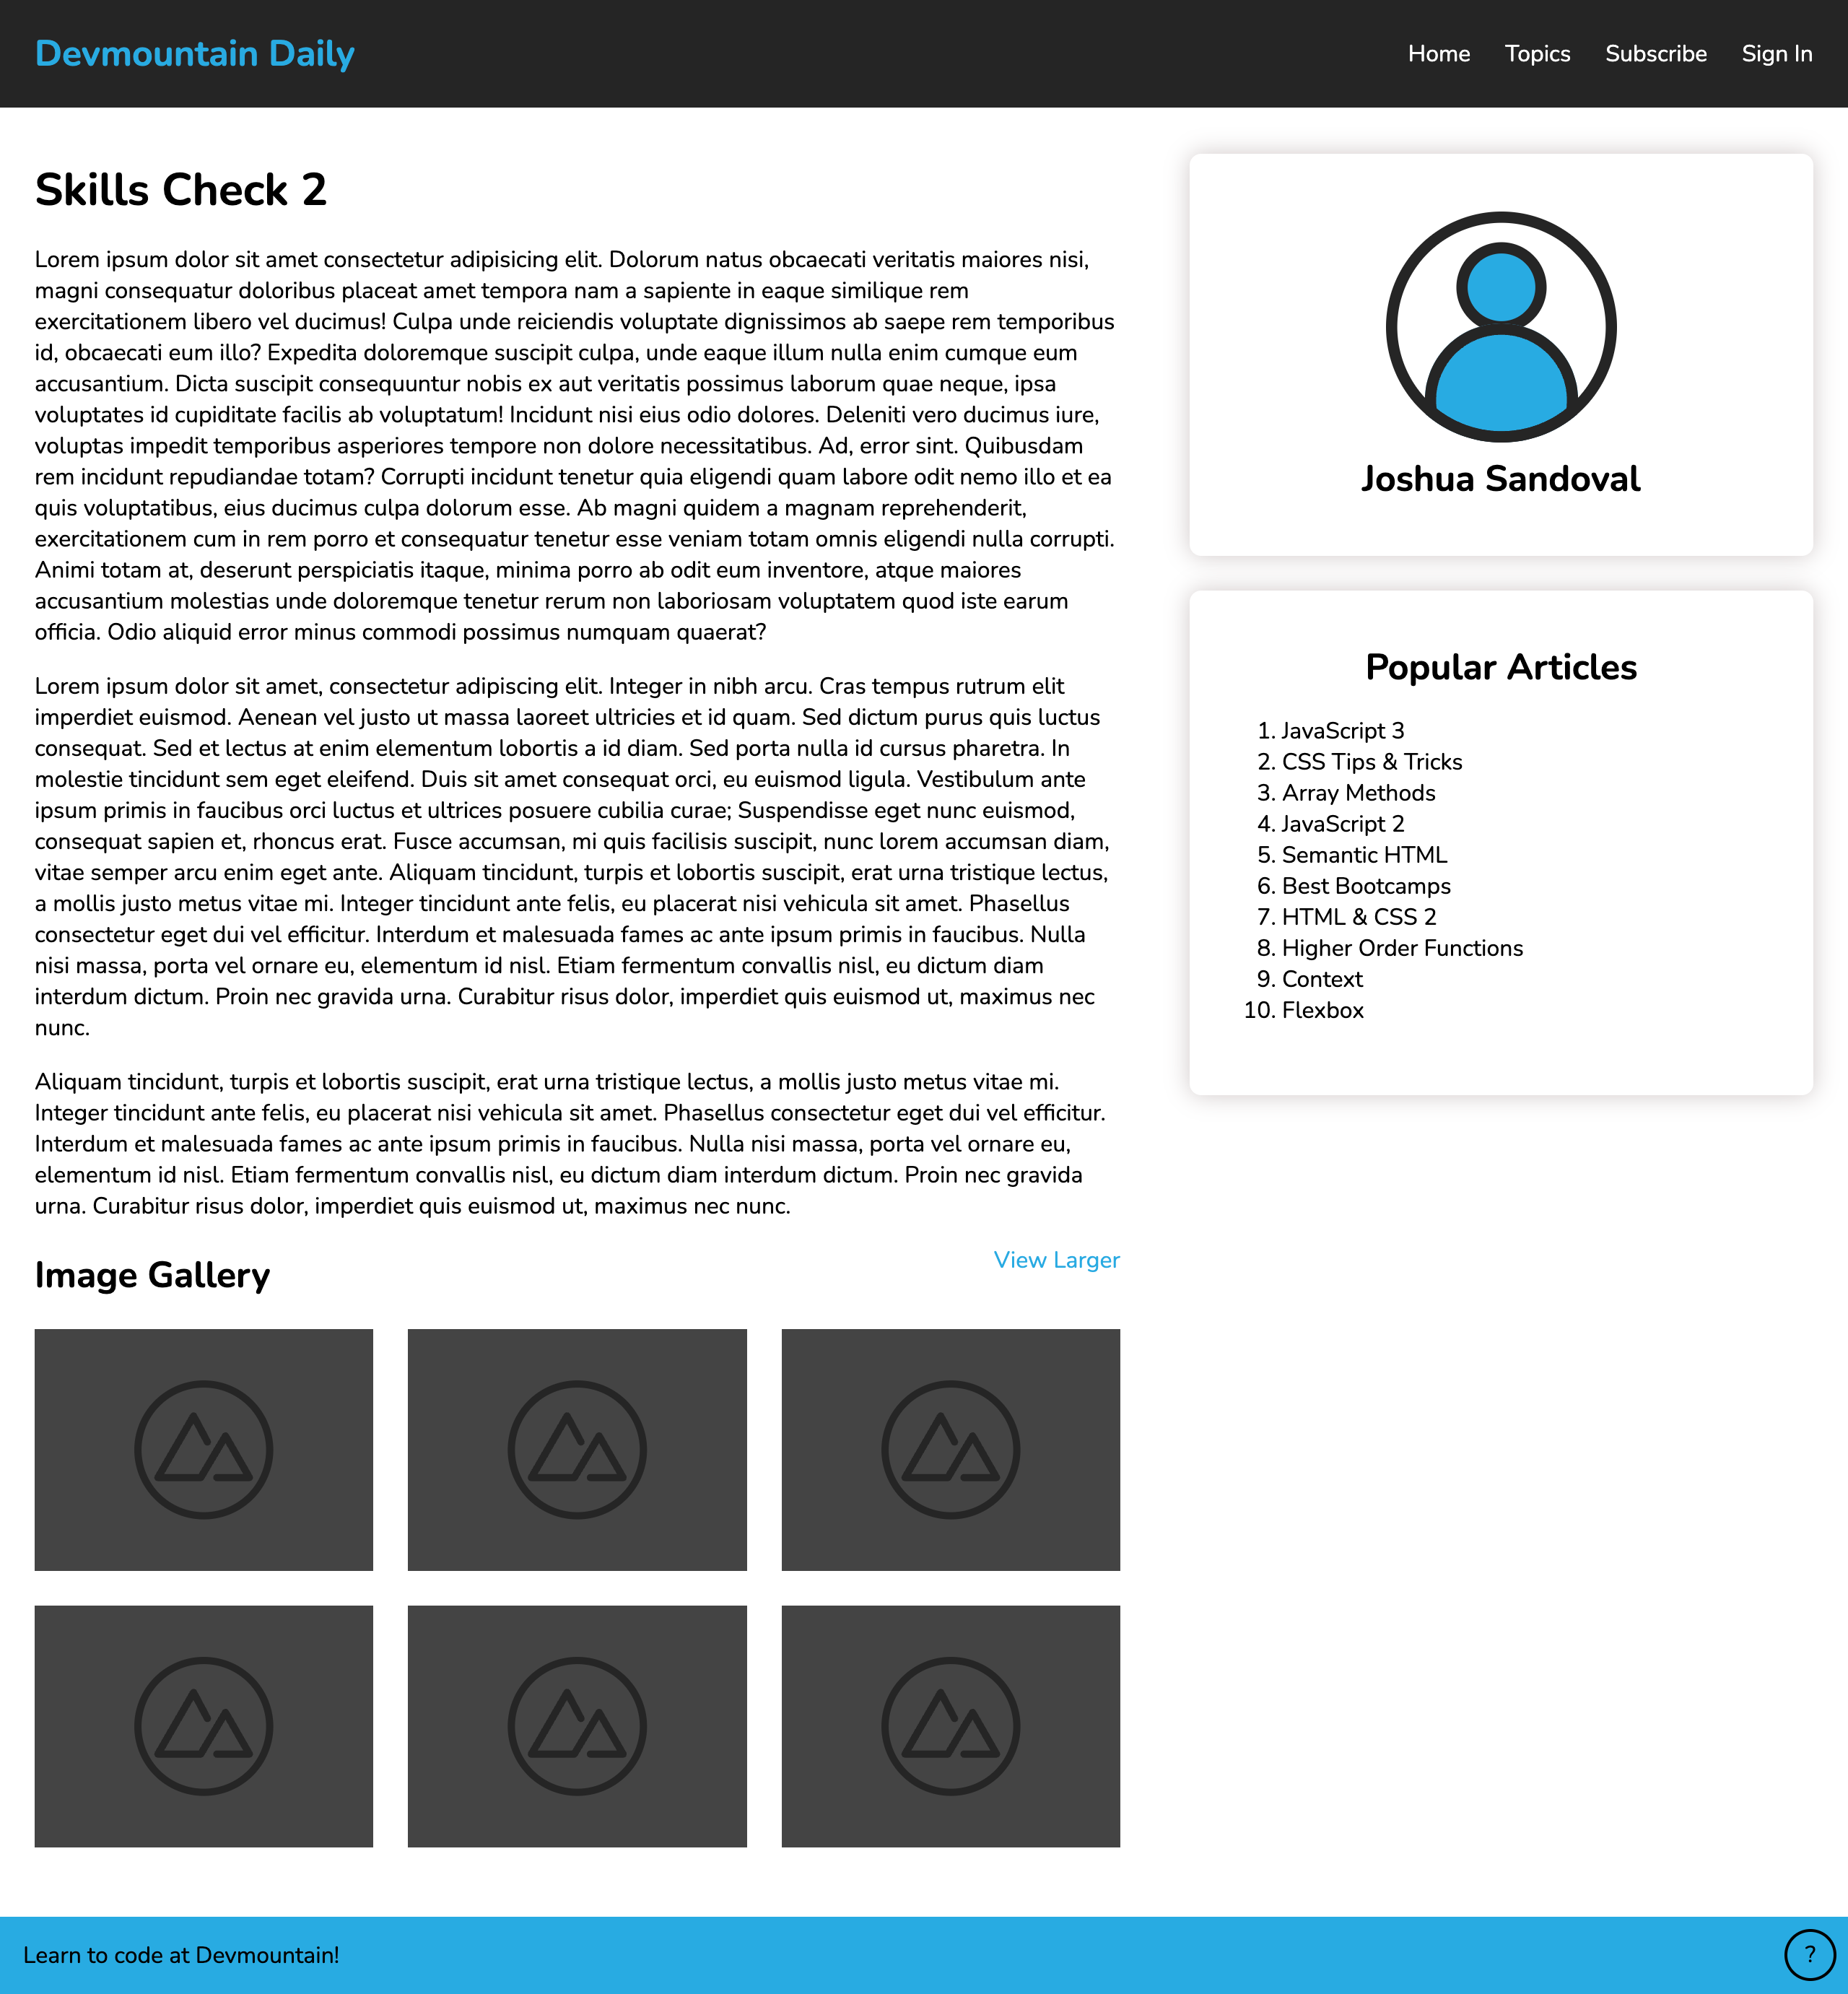 Devmountain Daily
Home Topics Subscribe Sign In
Skills Check 2
Lorem ipsum dolor sit amet consectetur adipisicing elit. Dolorum natus obcaecati veritatis maiores nisi,
magni consequatur doloribus placeat amet tempora nam a sapiente in eaque similique rem
exercitationem libero vel ducimus! Culpa unde reiciendis voluptate dignissimos ab saepe rem temporibus
id, obcaecati eum illo? Expedita doloremque suscipit culpa, unde eaque illum nulla enim cumque eum
accusantium. Dicta suscipit consequuntur nobis ex aut veritatis possimus laborum quae neque, ipsa
voluptates id cupiditate facilis ab voluptatum! Incidunt nisi eius odio dolores. Deleniti vero ducimus iure,
voluptas impedit temporibus asperiores tempore non dolore necessitatibus. Ad, error sint. Quibusdam
rem incidunt repudiandae totam? Corrupti incidunt tenetur quia eligendi quam labore odit nemo illo et ea
quis voluptatibus, eius ducimus culpa dolorum esse. Ab magni quidem a magnam reprehenderit,
exercitationem cum in rem porro et consequatur tenetur esse veniam totam omnis eligendi nulla corrupti.
Animi totam at, deserunt perspiciatis itaque, minima porro ab odit eum inventore, atque maiores
accusantium molestias unde doloremque tenetur rerum non laboriosam voluptatem quod iste earum
officia. Odio aliquid error minus commodi possimus numquam quaerat?
Lorem ipsum dolor sit amet, consectetur adipiscing elit. Integer in nibh arcu. Cras tempus rutrum elit
imperdiet euismod. Aenean vel justo ut massa laoreet ultricies et id quam. Sed dictum purus quis luctus
consequat. Sed et lectus at enim elementum lobortis a id diam. Sed porta nulla id cursus pharetra. In
molestie tincidunt sem eget eleifend. Duis sit amet consequat orci, eu euismod ligula. Vestibulum ante
ipsum primis in faucibus orci luctus et ultrices posuere cubilia curae; Suspendisse eget nunc euismod,
consequat sapien et, rhoncus erat. Fusce accumsan, mi quis facilisis suscipit, nunc lorem accumsan diam,
vitae semper arcu enim eget ante. Aliquam tincidunt, turpis et lobortis suscipit, erat urna tristique lectus,
a mollis justo metus vitae mi. Integer tincidunt ante felis, eu placerat nisi vehicula sit amet. Phasellus
consectetur eget dui vel efficitur. Interdum et malesuada fames ac ante ipsum primis in faucibus. Nulla
nisi massa, porta vel ornare eu, elementum id nisl. Etiam fermentum convallis nisl, eu dictum diam
interdum dictum. Proin nec gravida urna. Curabitur risus dolor, imperdiet quis euismod ut, maximus nec
nunc.
Aliquam tincidunt, turpis et lobortis suscipit, erat urna tristique lectus, a mollis justo metus vitae mi.
Integer tincidunt ante felis, eu placerat nisi vehicula sit amet. Phasellus consectetur eget dui vel efficitur.
Interdum et malesuada fames ac ante ipsum primis in faucibus. Nulla nisi massa, porta vel ornare eu,
elementum id nisl. Etiam fermentum convallis nisl, eu dictum diam interdum dictum. Proin nec gravida
urna. Curabitur risus dolor, imperdiet quis euismod ut, maximus nec nunc.
Image Gallery
View Larger
Joshua Sandoval
Popular Articles
1. JavaScript 3
2. CSS Tips & Tricks
3. Array Methods
4. JavaScript 2
5. Semantic HTML
6. Best Bootcamps
7. HTML & CSS 2
8. Higher Order Functions
9. Context
10. Flexbox
Learn to code at Devmountain!
?